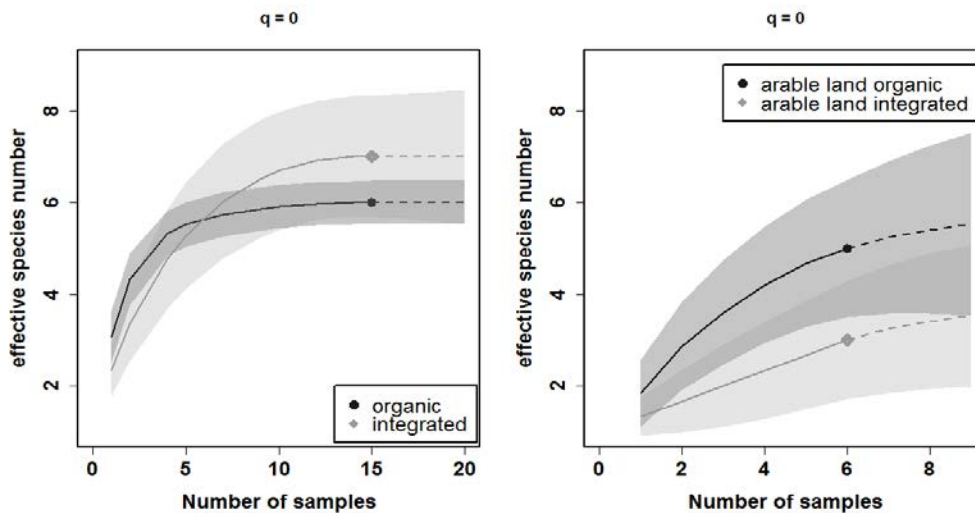 q = 0
effective species number
8
6
4
2
organic
integrated
0
5
10
15
20
Number of samples
q = 0
effective species number
8
6
4
2
arable land organic
arable land integrated
0
2
4
6
8
Number of samples